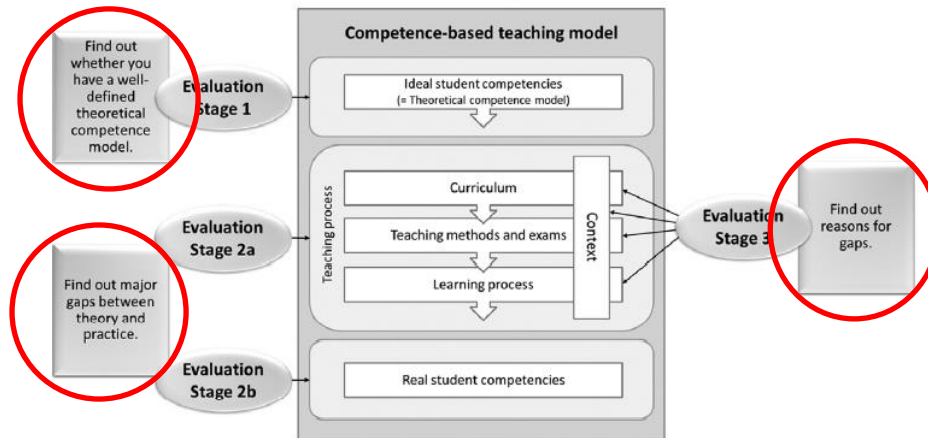 Competence-based teaching model
Find out
whether you
have a well-
defined
theoretical
competence
model.
Evaluation
Stage 1
Ideal student competencies
(= Theoretical competence model)
Teaching process
Curriculum
Teaching methods and exams
Learning process
Context
Evaluation
Stage 2a
Find out major
gaps between
theory and
practice.
Evaluation
Stage 2b
Real student competencies
Evaluation
Stage 3
Find out
reasons for
gaps.